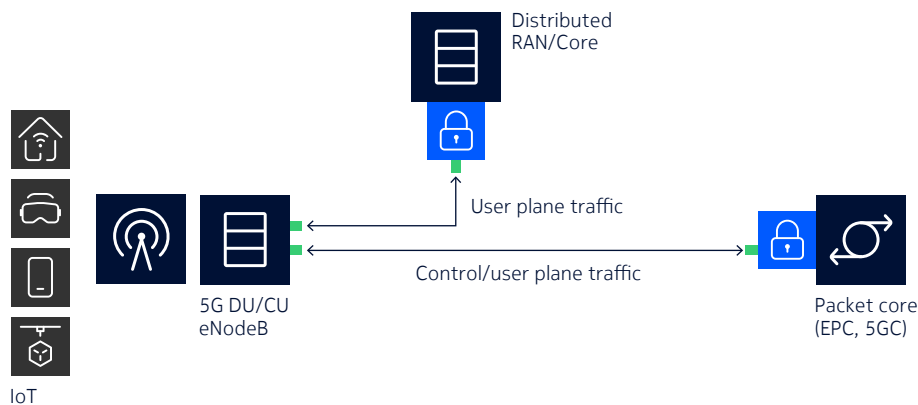 Distributed
RAN/Core
User plane traffic
Control/user plane traffic
5G DU/CU
eNodeB
Packet core
(EPC, 5GC)
IoT